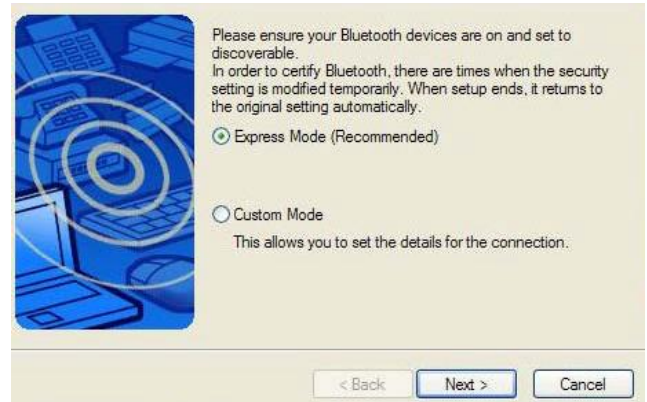 Please ensure your Bluetooth devices are on and set to
discoverable.
In order to certify Bluetooth, there are times when the security
setting is modified temporarily. When setup ends, it returns to
the original setting automatically.
Express Mode (Recommended)
Custom Mode
This allows you to set the details for the connection.
< Back Next > Cancel